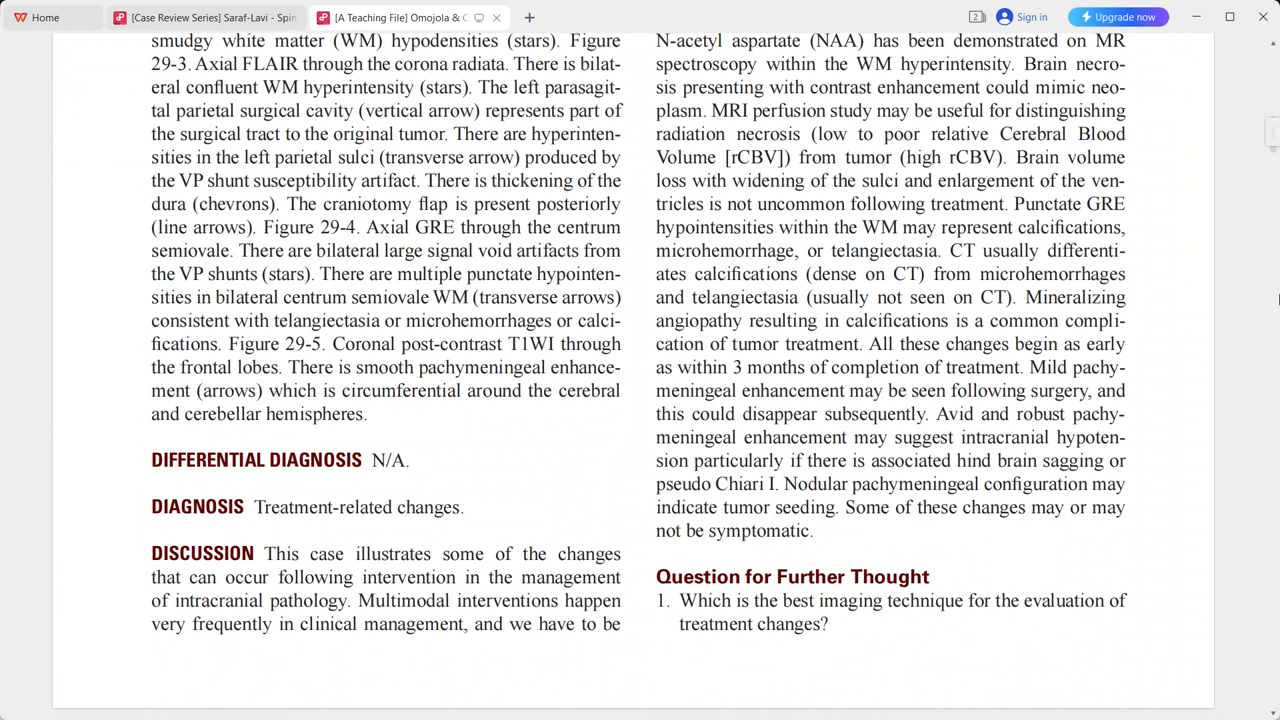 Home
[Case Review Series] Saraf-Lavi - Spin
[A Teaching File] Omojola & C
2
Sign in
Upgrade now
smudgy white matter (WM) hypodensities (stars). Figure
29-3. Axial FLAIR through the corona radiata. There is bilat-
eral confluent WM hyperintensity (stars). The left parasagit-
tal parietal surgical cavity (vertical arrow) represents part of
the surgical tract to the original tumor. There are hyperinten-
sities in the left parietal sulci (transverse arrow) produced by
the VP shunt susceptibility artifact. There is thickening of the
dura (chevrons). The craniotomy flap is present posteriorly
(line arrows). Figure 29-4. Axial GRE through the centrum
semiovale. There are bilateral large signal void artifacts from
the VP shunts (stars). There are multiple punctate hypointen-
sities in bilateral centrum semiovale WM (transverse arrows)
consistent with telangiectasia or microhemorrhages or calci-
fications. Figure 29-5. Coronal post-contrast T1WI through
the frontal lobes. There is smooth pachymeningeal enhance-
ment (arrows) which is circumferential around the cerebral
and cerebellar hemispheres.
DIFFERENTIAL DIAGNOSIS N/A.
DIAGNOSIS Treatment-related changes.
DISCUSSION This case illustrates some of the changes
that can occur following intervention in the management
of intracranial pathology. Multimodal interventions happen
very frequently in clinical management, and we have to be
N-acetyl aspartate (NAA) has been demonstrated on MR
spectroscopy within the WM hyperintensity. Brain necro-
sis presenting with contrast enhancement could mimic neo-
plasm. MRI perfusion study may be useful for distinguishing
radiation necrosis (low to poor relative Cerebral Blood
Volume [rCBV]) from tumor (high rCBV). Brain volume
loss with widening of the sulci and enlargement of the ven-
tricles is not uncommon following treatment. Punctate GRE
hypointensities within the WM may represent calcifications,
microhemorrhage, or telangiectasia. CT usually differenti-
ates calcifications (dense on CT) from microhemorrhages
and telangiectasia (usually not seen on CT). Mineralizing
angiopathy resulting in calcifications is a common compli-
cation of tumor treatment. All these changes begin as early
as within 3 months of completion of treatment. Mild pachy-
meningeal enhancement may be seen following surgery, and
this could disappear subsequently. Avid and robust pachy-
meningeal enhancement may suggest intracranial hypoten-
sion particularly if there is associated hind brain sagging or
pseudo Chiari I. Nodular pachymeningeal configuration may
indicate tumor seeding. Some of these changes may or may
not be symptomatic.
Question for Further Thought
1. Which is the best imaging technique for the evaluation of
treatment changes?